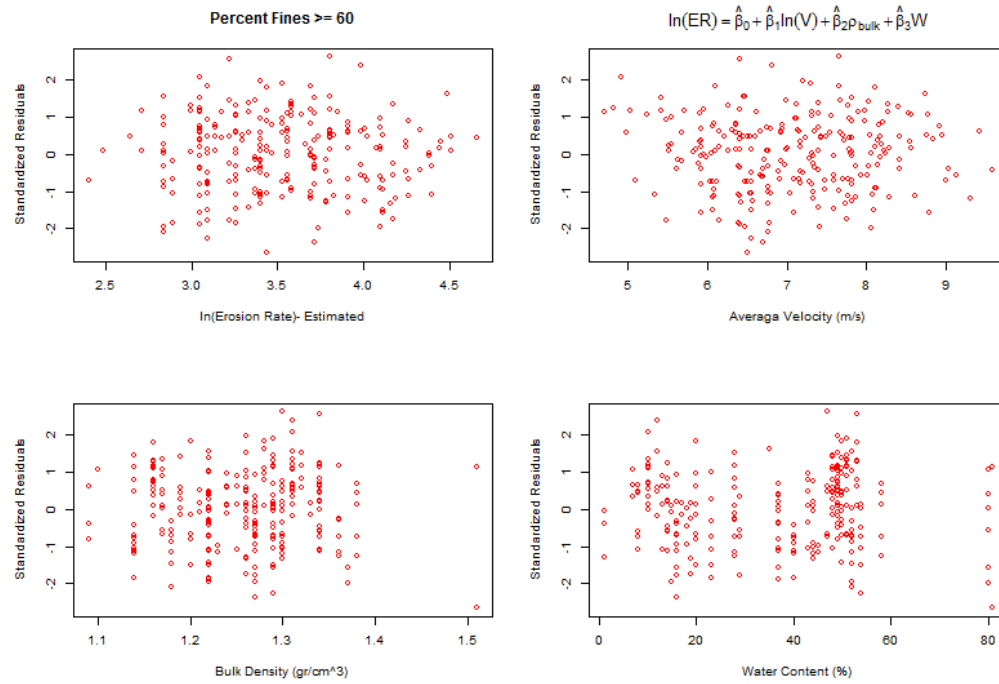 Percent Fines >= 60
ln(ER) = β̂₀ + β̂₁ln(V) + β̂₂ρbulk + β̂₃W
Standardized Residuals
2
1
0
-1
-2
2.5 3.0 3.5 4.0 4.5
ln(Erosion Rate)- Estimated
Standardized Residuals
2
1
0
-1
-2
5 6 7 8 9
Averaga Velocity (m/s)
Standardized Residuals
2
1
0
-1
-2
1.1 1.2 1.3 1.4 1.5
Bulk Density (gr/cm^3)
Standardized Residuals
2
1
0
-1
-2
0 20 40 60 80
Water Content (%)